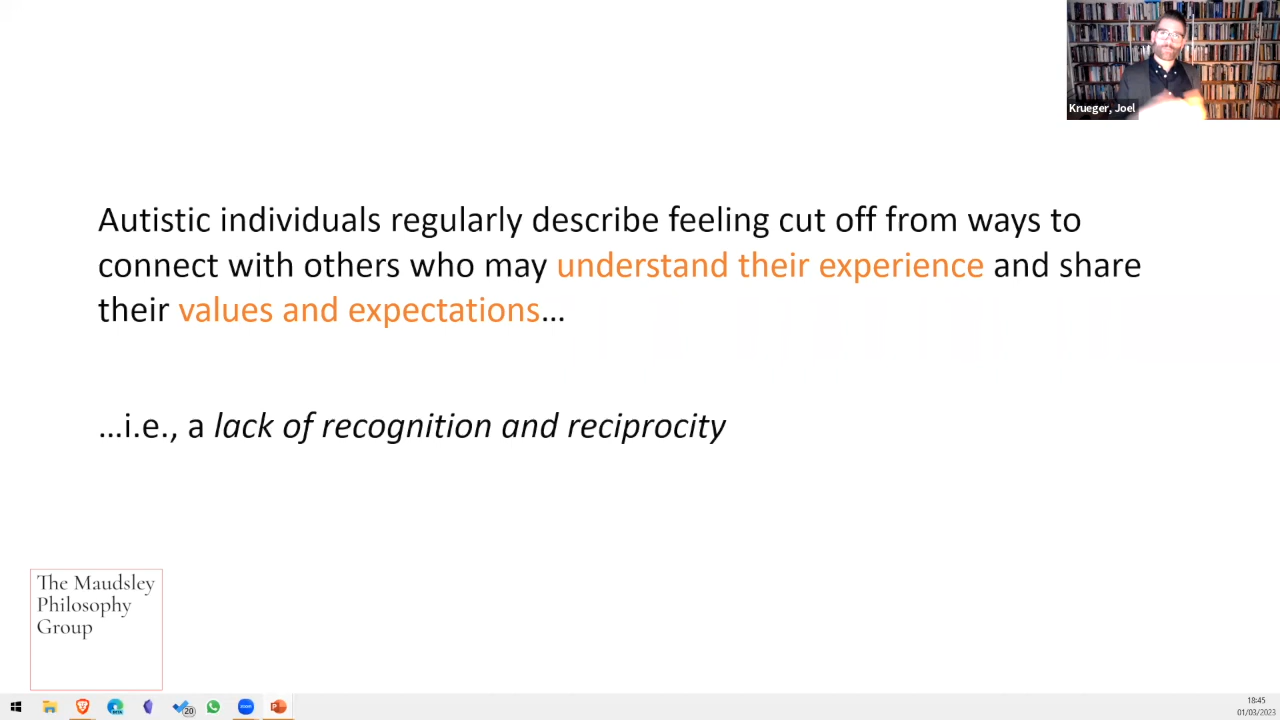 Krueger, Joel
Autistic individuals regularly describe feeling cut off from ways to
connect with others who may understand their experience and share
their values and expectations…
…i.e., a lack of recognition and reciprocity
The Maudsley
Philosophy
Group
20
18:45
01/03/2023